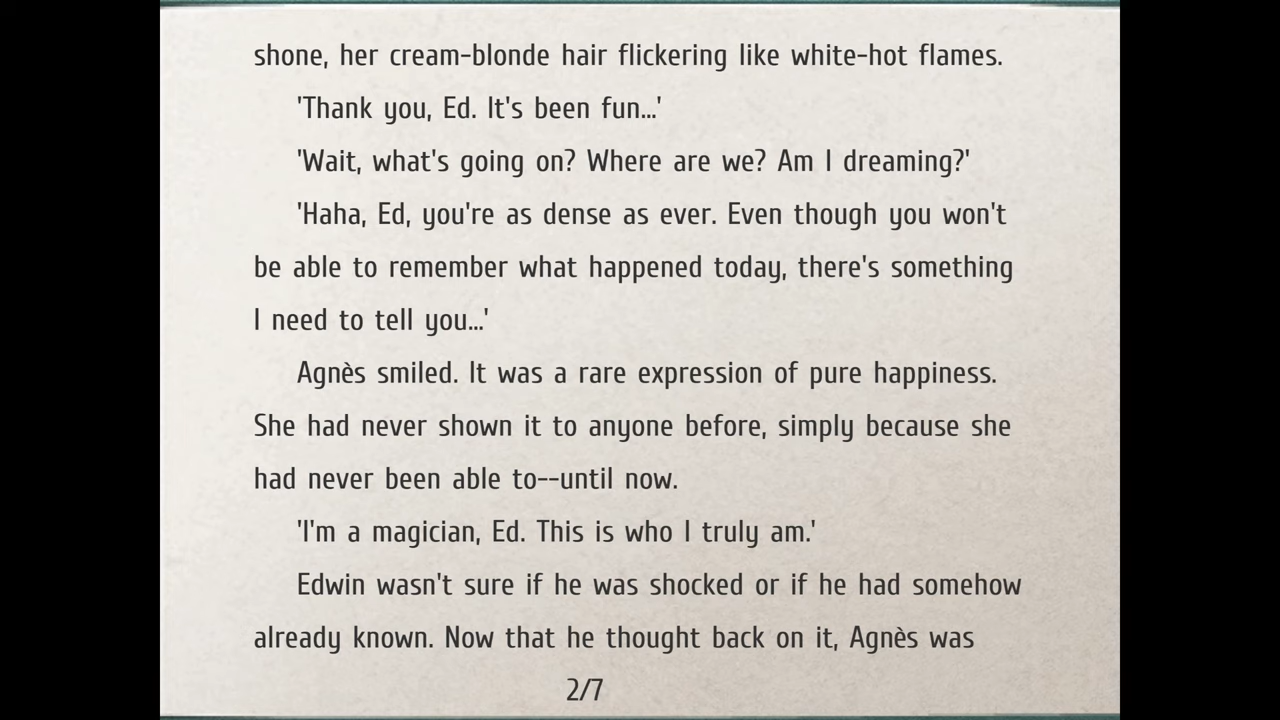 shone, her cream-blonde hair flickering like white-hot flames.
'Thank you, Ed. It's been fun...'
'Wait, what's going on? Where are we? Am I dreaming?'
'Haha, Ed, you're as dense as ever. Even though you won't
be able to remember what happened today, there's something
I need to tell you...'
Agnès smiled. It was a rare expression of pure happiness.
She had never shown it to anyone before, simply because she
had never been able to--until now.
'I'm a magician, Ed. This is who I truly am.'
Edwin wasn't sure if he was shocked or if he had somehow
already known. Now that he thought back on it, Agnès was
2/7